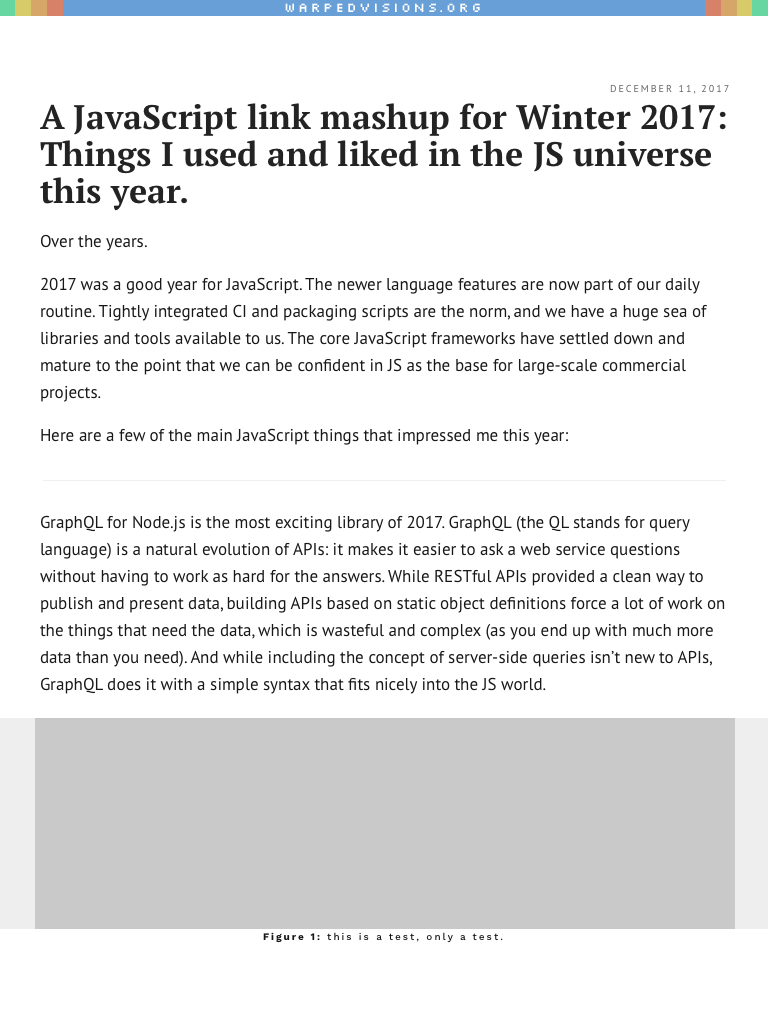 WARPEDVISIONS.ORG
DECEMBER 11, 2017
A JavaScript link mashup for Winter 2017:
Things I used and liked in the JS universe
this year.
Over the years.
2017 was a good year for JavaScript. The newer language features are now part of our daily
routine. Tightly integrated CI and packaging scripts are the norm, and we have a huge sea of
libraries and tools available to us. The core JavaScript frameworks have settled down and
mature to the point that we can be confident in JS as the base for large-scale commercial
projects.
Here are a few of the main JavaScript things that impressed me this year:
GraphQL for Node.js is the most exciting library of 2017. GraphQL (the QL stands for query
language) is a natural evolution of APIs: it makes it easier to ask a web service questions
without having to work as hard for the answers. While RESTful APIs provided a clean way to
publish and present data, building APIs based on static object definitions force a lot of work on
the things that need the data, which is wasteful and complex (as you end up with much more
data than you need). And while including the concept of server-side queries isn't new to APIs,
GraphQL does it with a simple syntax that fits nicely into the JS world.
Figure 1: this is a test, only a test.